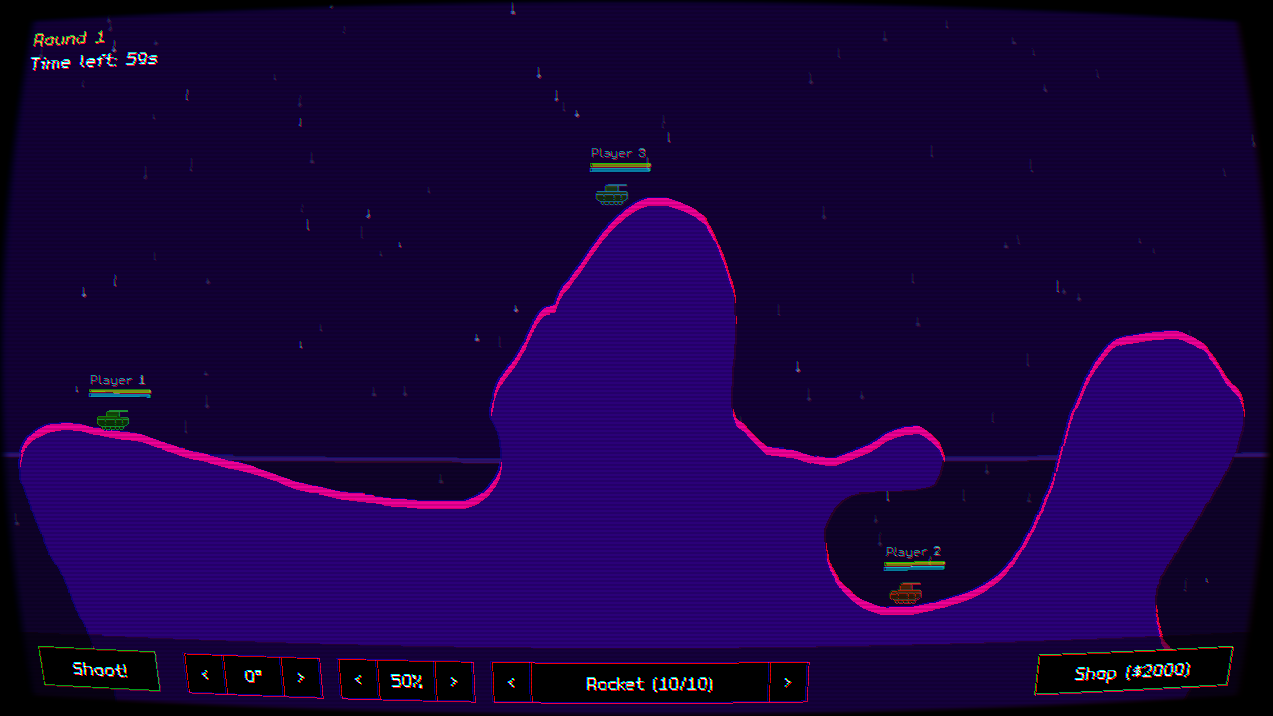 Round 1
Time left: 59s
Player 3
Player 1
Player 2
Shoot!
< 0° >
< 50% >
< Rocket (10/10) >
Shop ($2000)